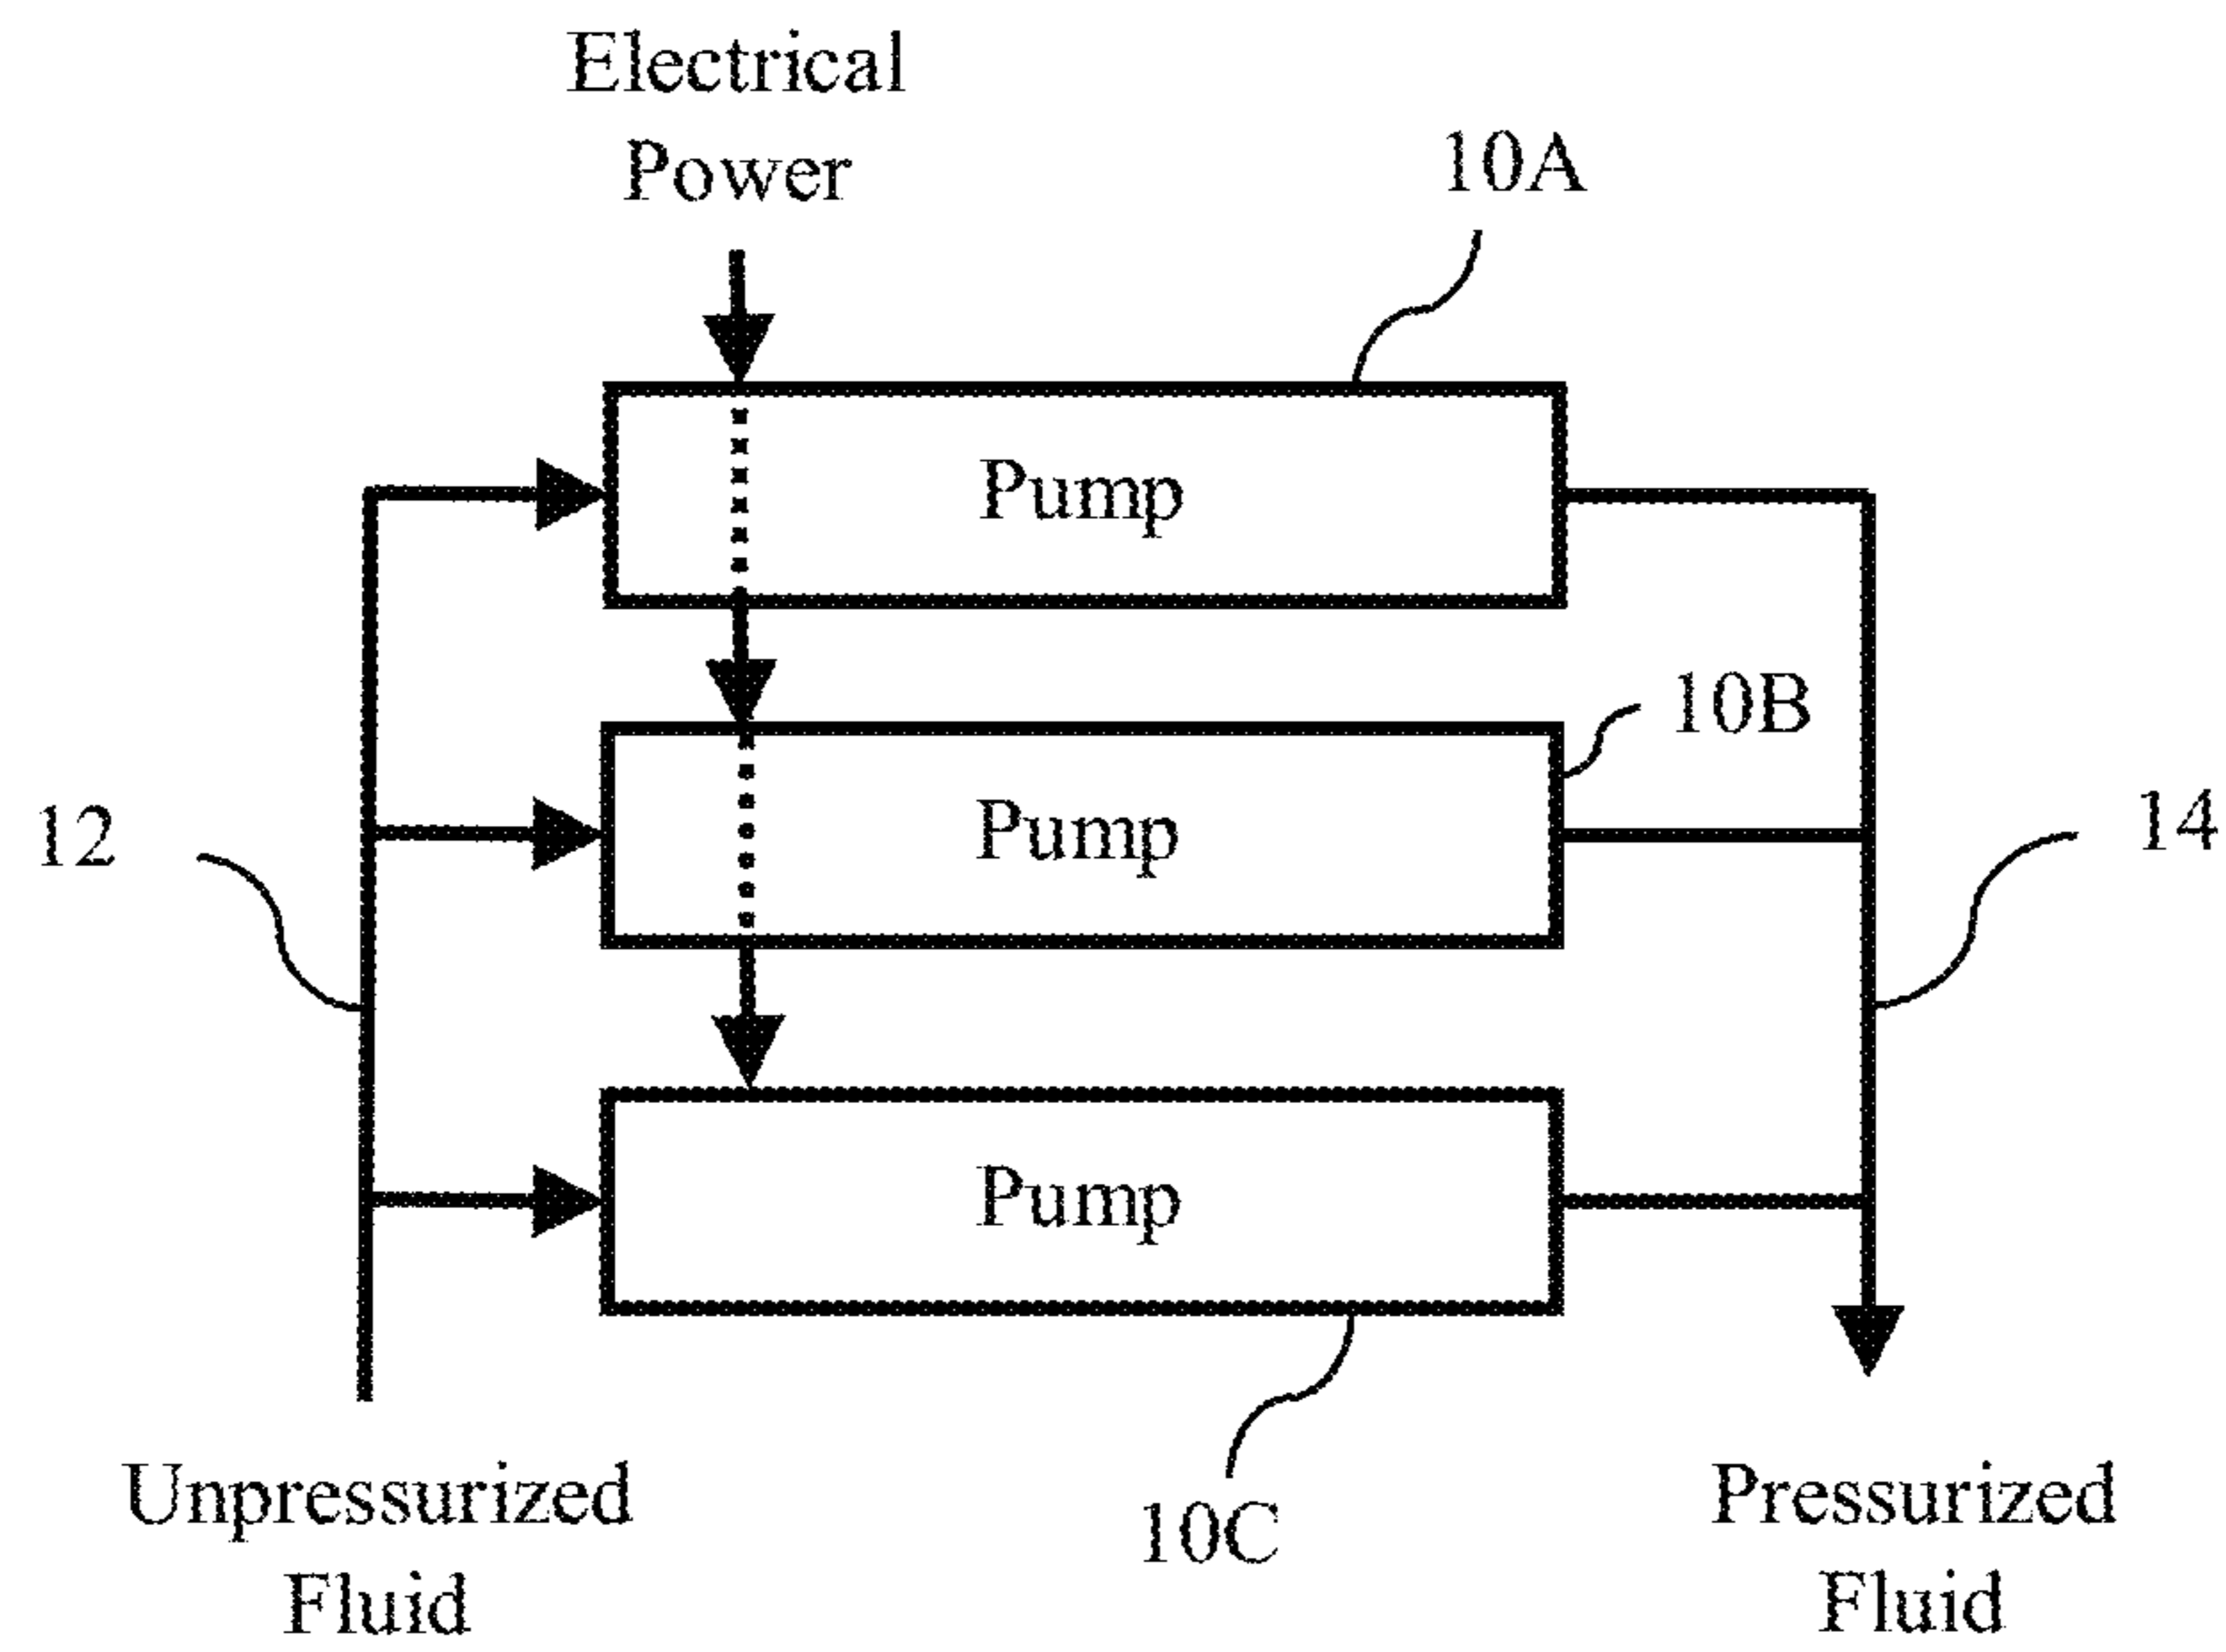 Electrical
Power
10A
Pump
10B
Pump
12
14
Pump
Unpressurized
Fluid
10C
Pressurized
Fluid